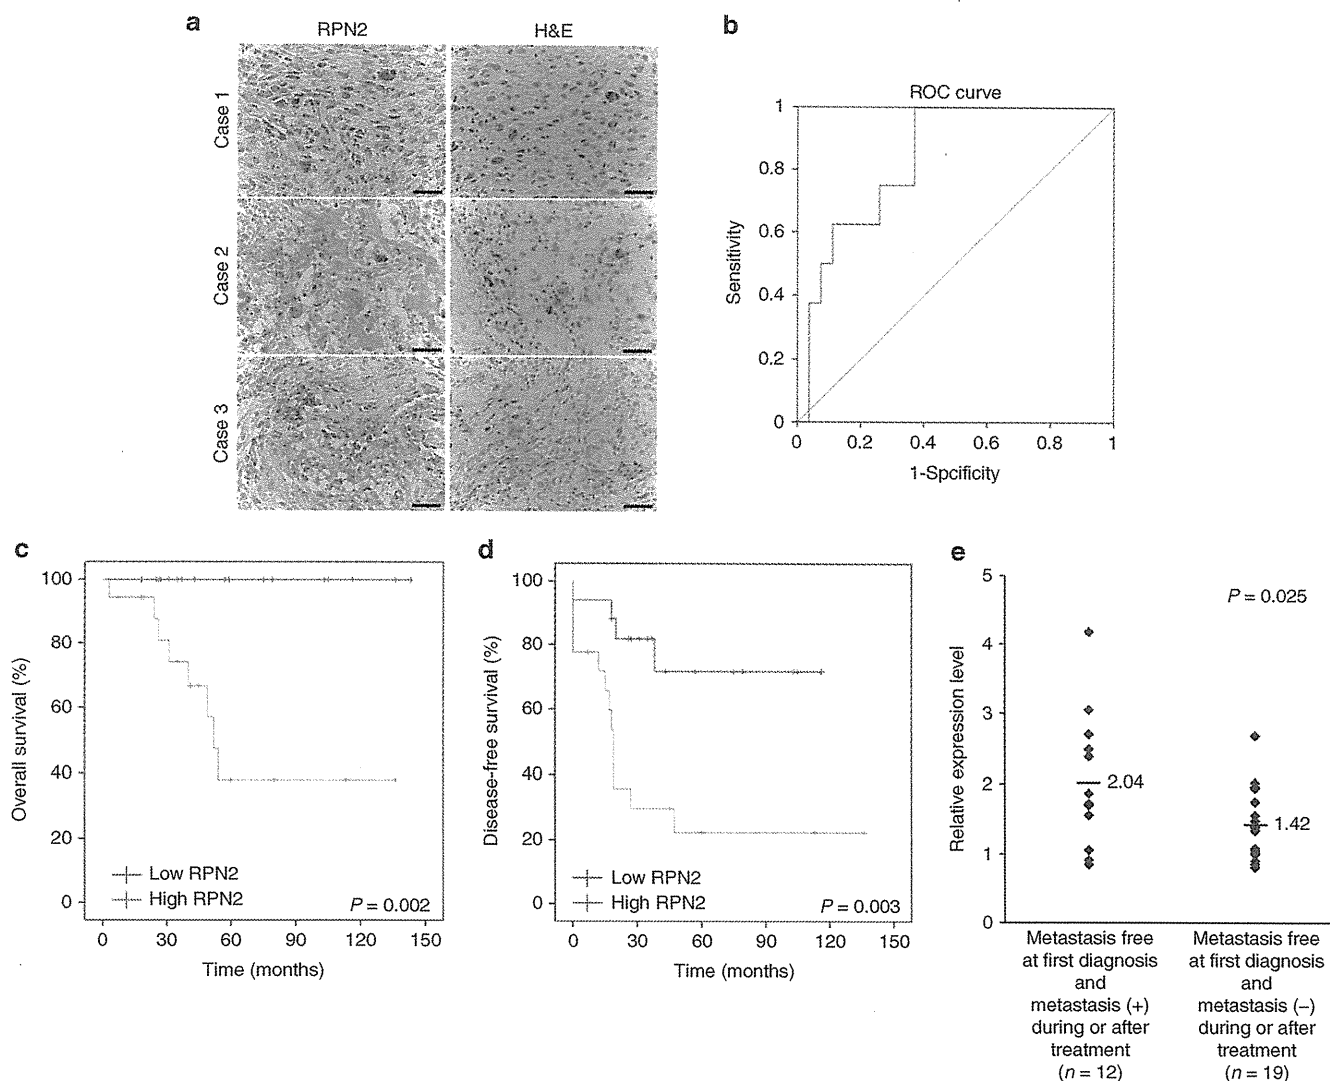 a
RPN2
H&E
Case 1
Case 2
Case 3
b
ROC curve
Sensitivity
1
0.8
0.6
0.4
0.2
0
0
0.2
0.4
0.6
0.8
1
1-Spcificity
c
Overall survival (%)
100
80
60
40
20
0
Low RPN2
High RPN2
P = 0.002
0
30
60
90
120
150
Time (months)
d
Disease-free survival (%)
100
80
60
40
20
0
Low RPN2
High RPN2
P = 0.003
0
30
60
90
120
150
Time (months)
e
Relative expression level
5
4
3
2
1
0
P = 0.025
2.04
1.42
Metastasis free
at first diagnosis
and
metastasis (+)
during or after
treatment
(n = 12)
Metastasis free
at first diagnosis
and
metastasis (–)
during or after
treatment
(n = 19)